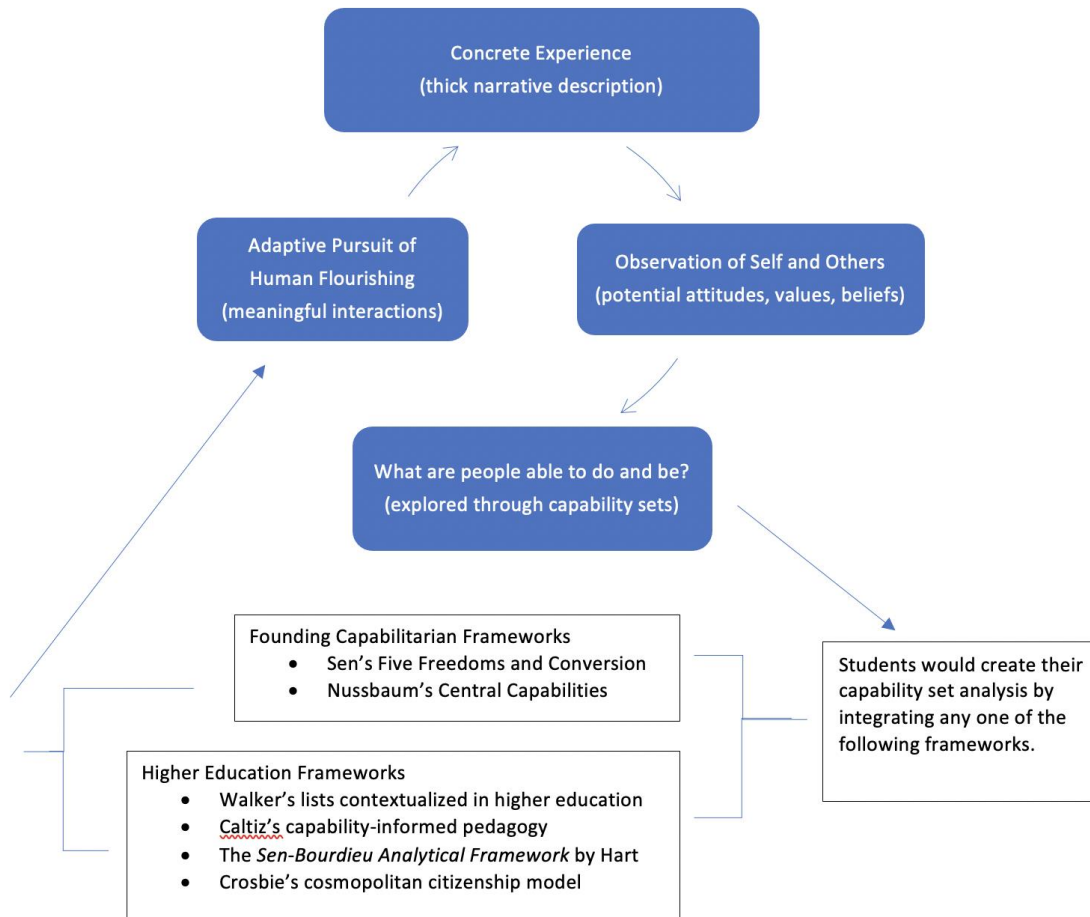 Concrete Experience
(thick narrative description)
Adaptive Pursuit of
Human Flourishing
(meaningful interactions)
Observation of Self and Others
(potential attitudes, values, beliefs)
What are people able to do and be?
(explored through capability sets)
Founding Capabilitarian Frameworks
• Sen's Five Freedoms and Conversion
• Nussbaum's Central Capabilities
Students would create their
capability set analysis by
integrating any one of the
following frameworks.
Higher Education Frameworks
• Walker's lists contextualized in higher education
• Caltiz's capability-informed pedagogy
• The Sen-Bourdieu Analytical Framework by Hart
• Crosbie's cosmopolitan citizenship model